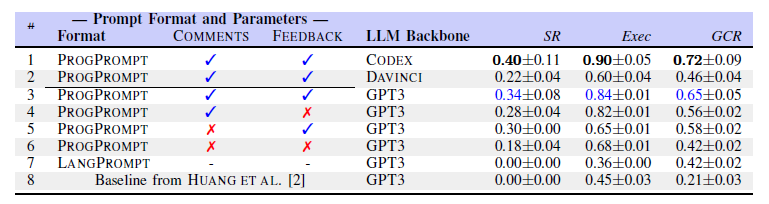 # — Prompt Format and Parameters —
Format COMMENTS FEEDBACK LLM Backbone SR Exec GCR
1 PROGPROMPT ✓ ✓ CODEX 0.40±0.11 0.90±0.05 0.72±0.09
2 PROGPROMPT ✓ ✓ DAVINCI 0.22±0.04 0.60±0.04 0.46±0.04
3 PROGPROMPT ✓ ✓ GPT3 0.34±0.08 0.84±0.01 0.65±0.05
4 PROGPROMPT ✓ ✗ GPT3 0.28±0.04 0.82±0.01 0.56±0.02
5 PROGPROMPT ✗ ✓ GPT3 0.30±0.00 0.65±0.01 0.58±0.02
6 PROGPROMPT ✗ ✗ GPT3 0.18±0.04 0.68±0.01 0.42±0.02
7 LANGPROMPT - - GPT3 0.00±0.00 0.36±0.00 0.42±0.02
8 Baseline from HUANG ET AL. [2] GPT3 0.00±0.00 0.45±0.03 0.21±0.03